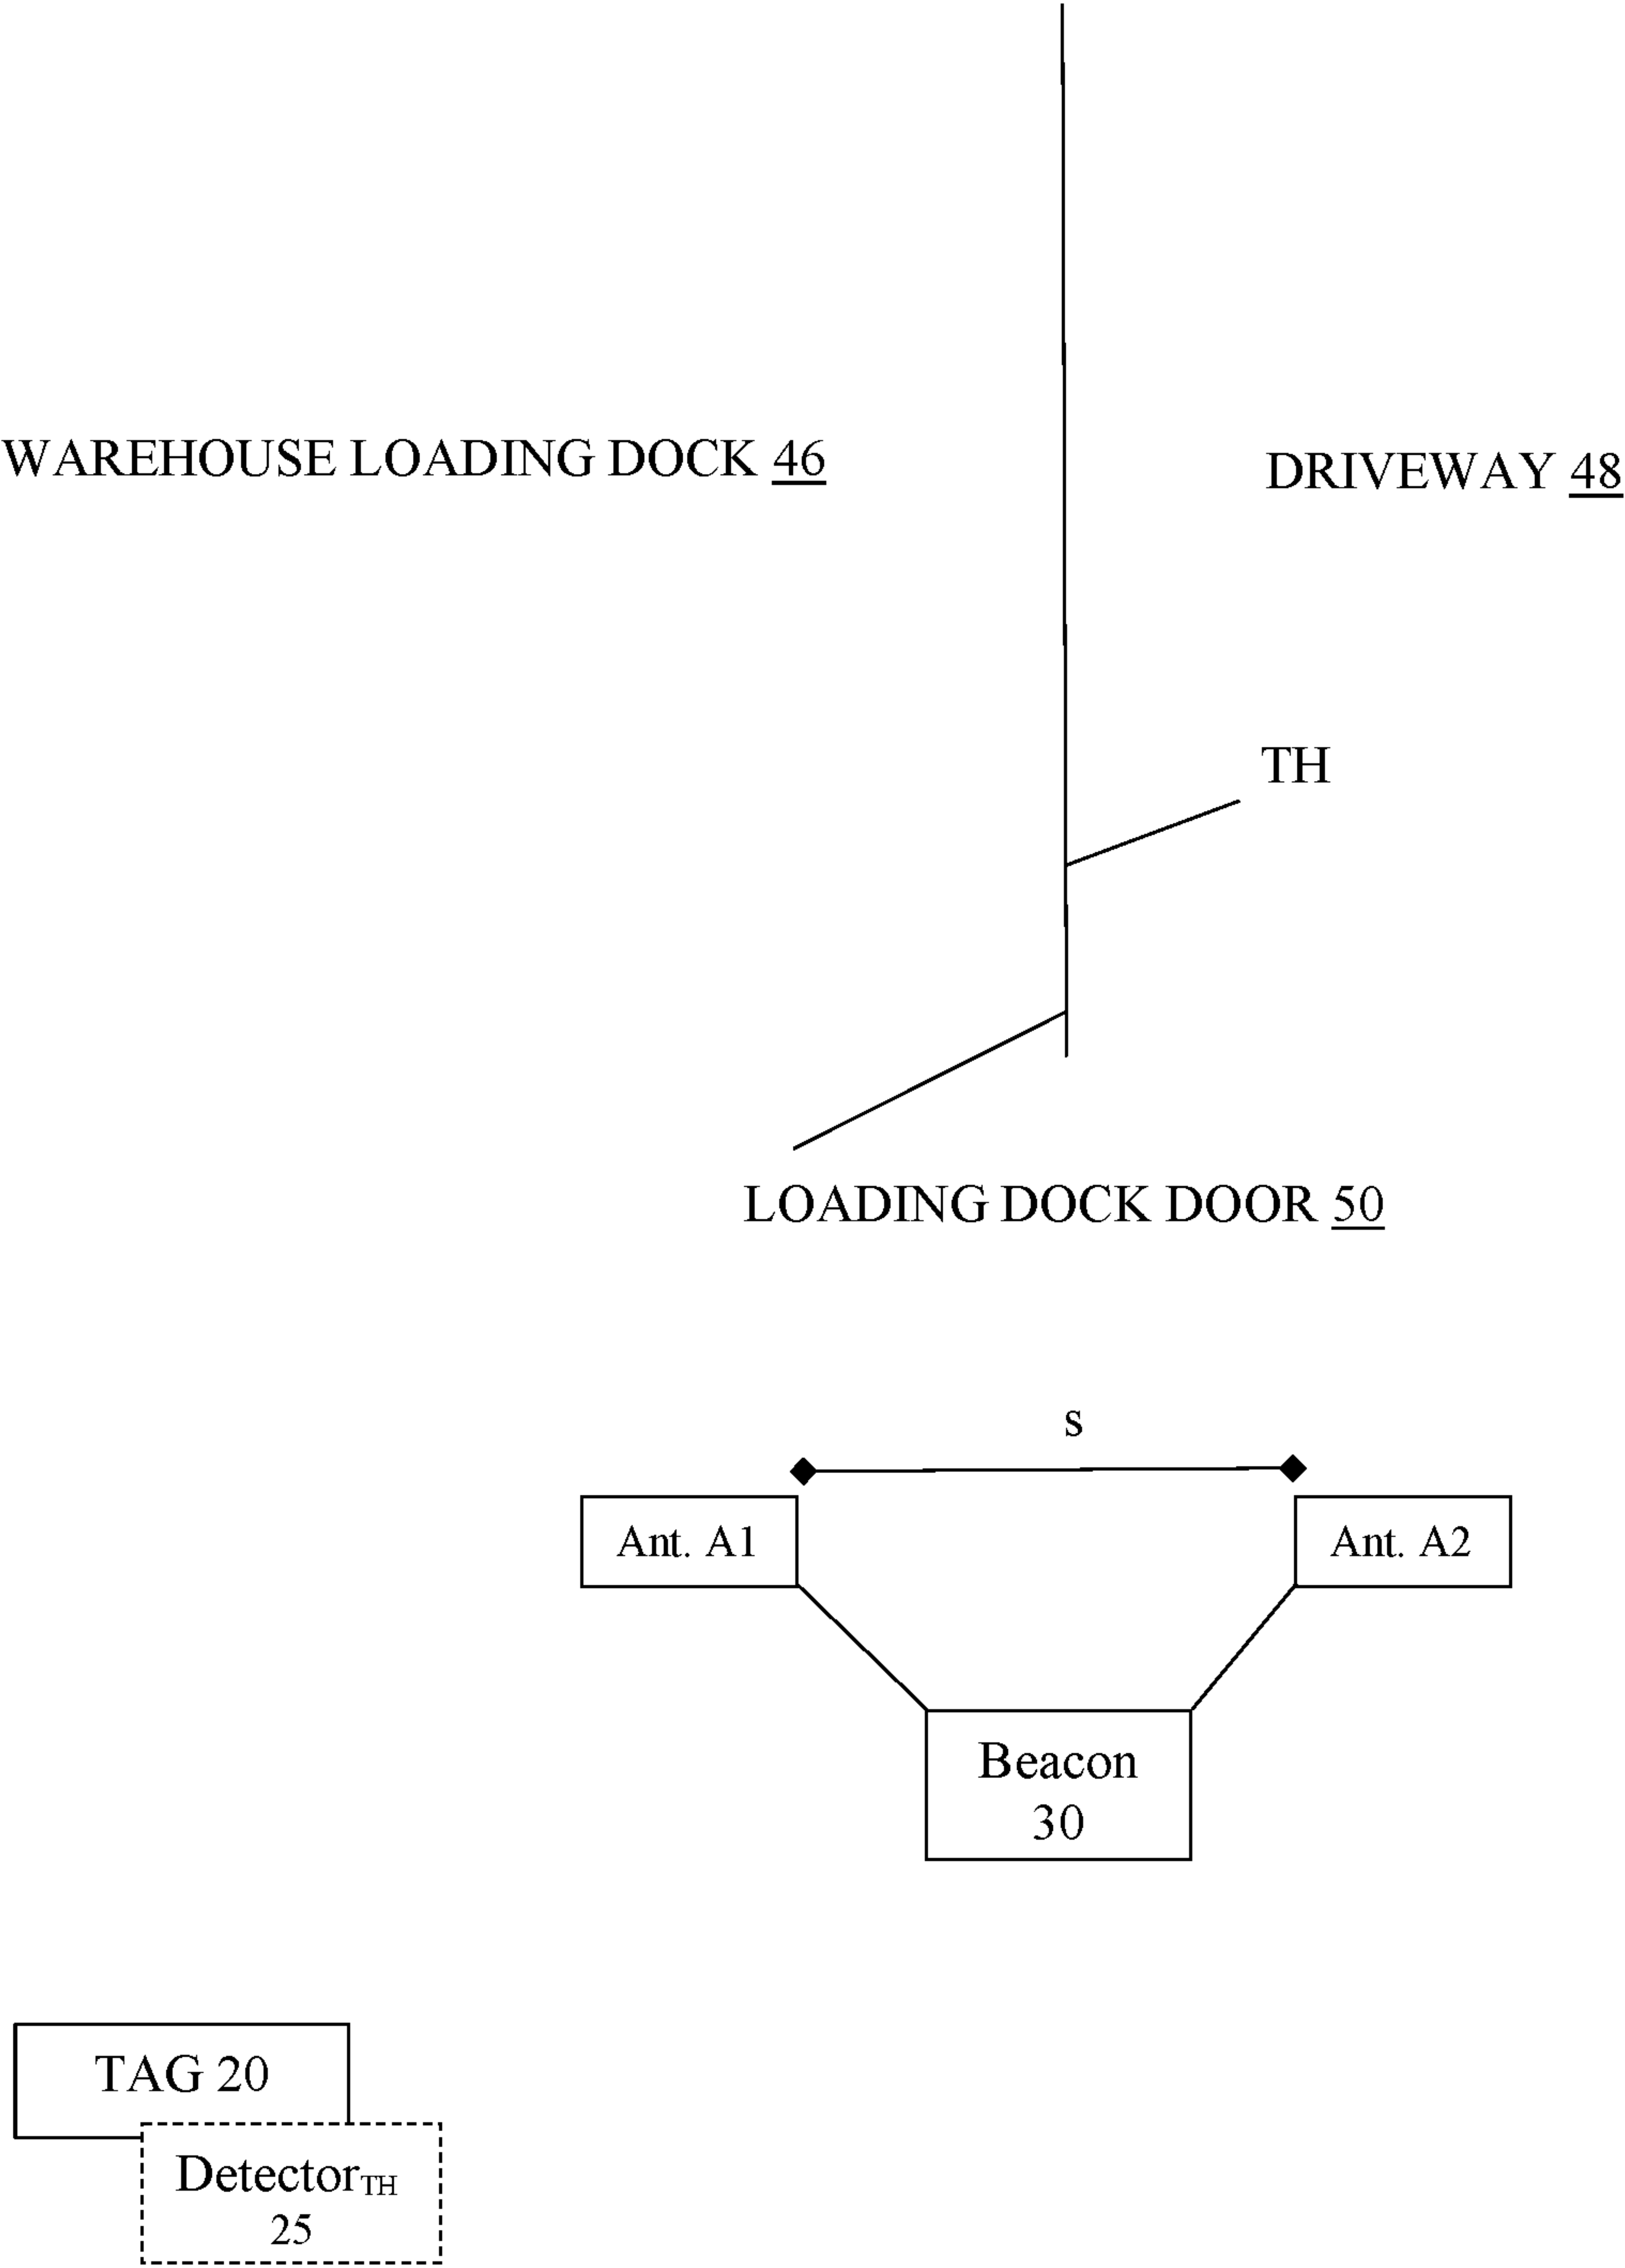 WAREHOUSE LOADING DOCK 46
DRIVEWAY 48
TH
LOADING DOCK DOOR 50
s
Ant. A1
Ant. A2
Beacon
30
TAG 20
DetectorTH
25